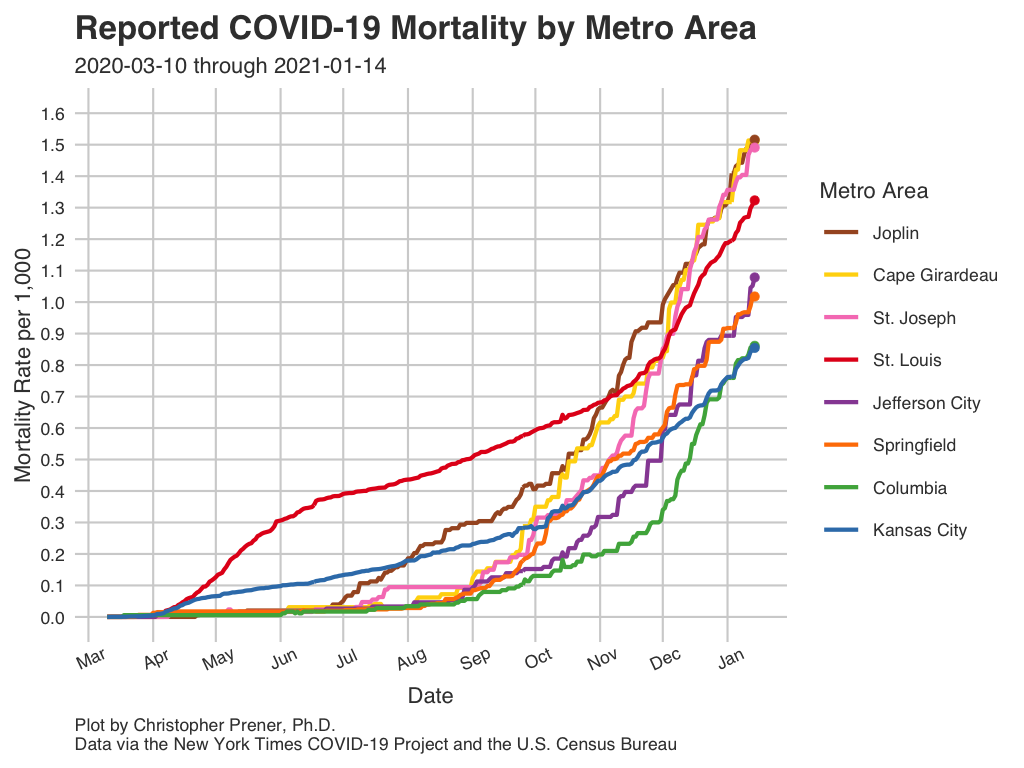 Reported COVID-19 Mortality by Metro Area
2020-03-10 through 2021-01-14
Mortality Rate per 1,000
1.6
1.5
1.4
1.3
1.2
1.1
1.0
0.9
0.8
0.7
0.6
0.5
0.4
0.3
0.2
0.1
0.0
Mar Apr May Jun Jul Aug Sep Oct Nov Dec Jan
Date
Metro Area
Joplin
Cape Girardeau
St. Joseph
St. Louis
Jefferson City
Springfield
Columbia
Kansas City
Plot by Christopher Prener, Ph.D.
Data via the New York Times COVID-19 Project and the U.S. Census Bureau